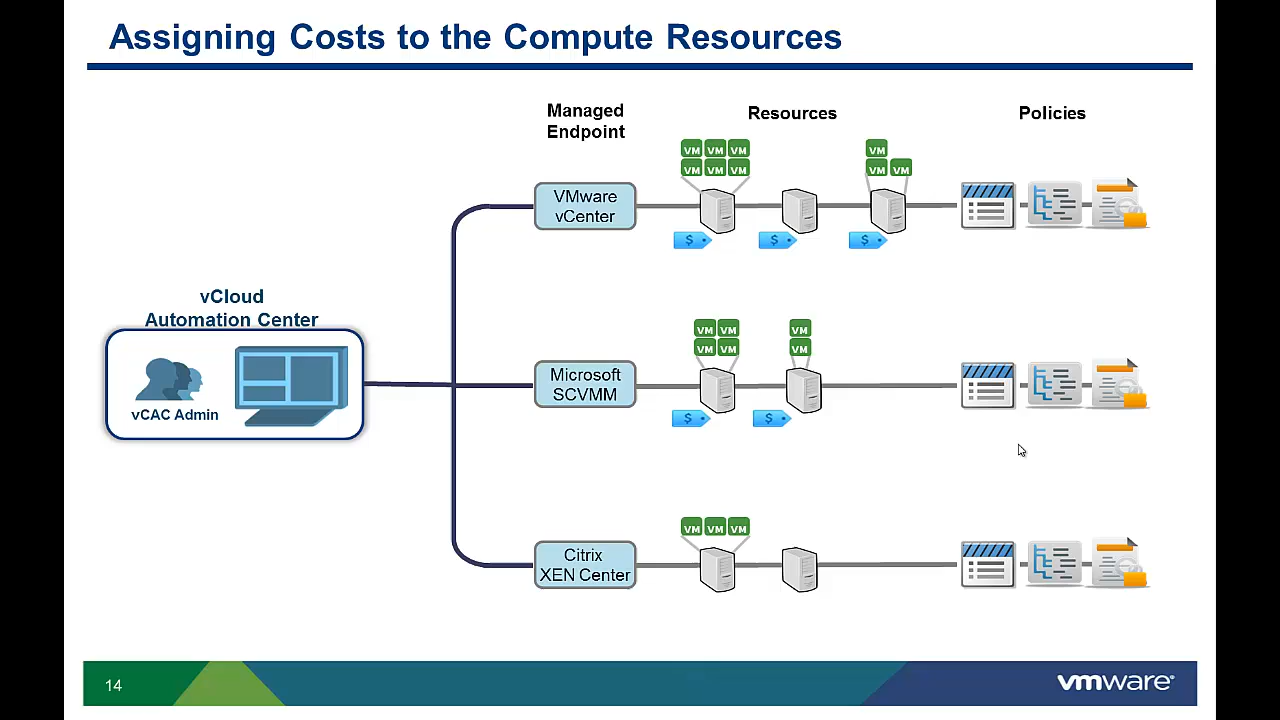 Assigning Costs to the Compute Resources
Managed
Endpoint
Resources
Policies
VM VM VM
VM VM VM
VM
VM VM
VMware
vCenter
$ $ $
vCloud
Automation Center
vCAC Admin
VM VM
VM VM
VM
VM
Microsoft
SCVMM
$ $
VM VM VM
Citrix
XEN Center
14
vmware®